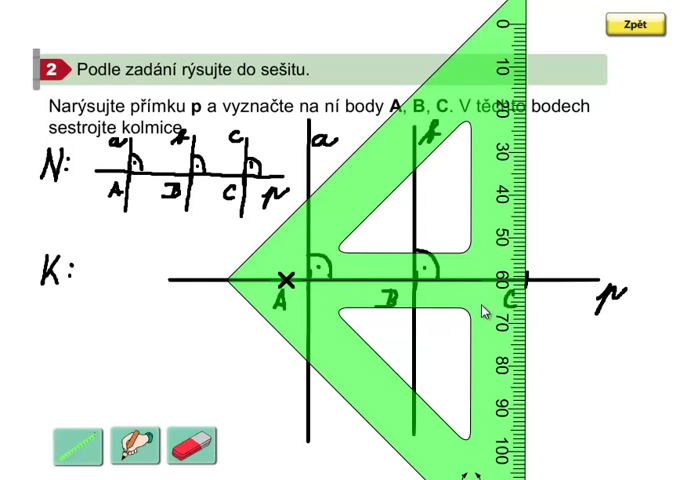 Zpět
2 Podle zadání rýsujte do sešitu.
Narýsujte přímku p a vyznačte na ní body A, B, C. V těchto bodech
sestrojte kolmice.
N:
a b c
A B C p
a b
K:
A B C p
0
10
20
30
40
50
60
70
80
90
100